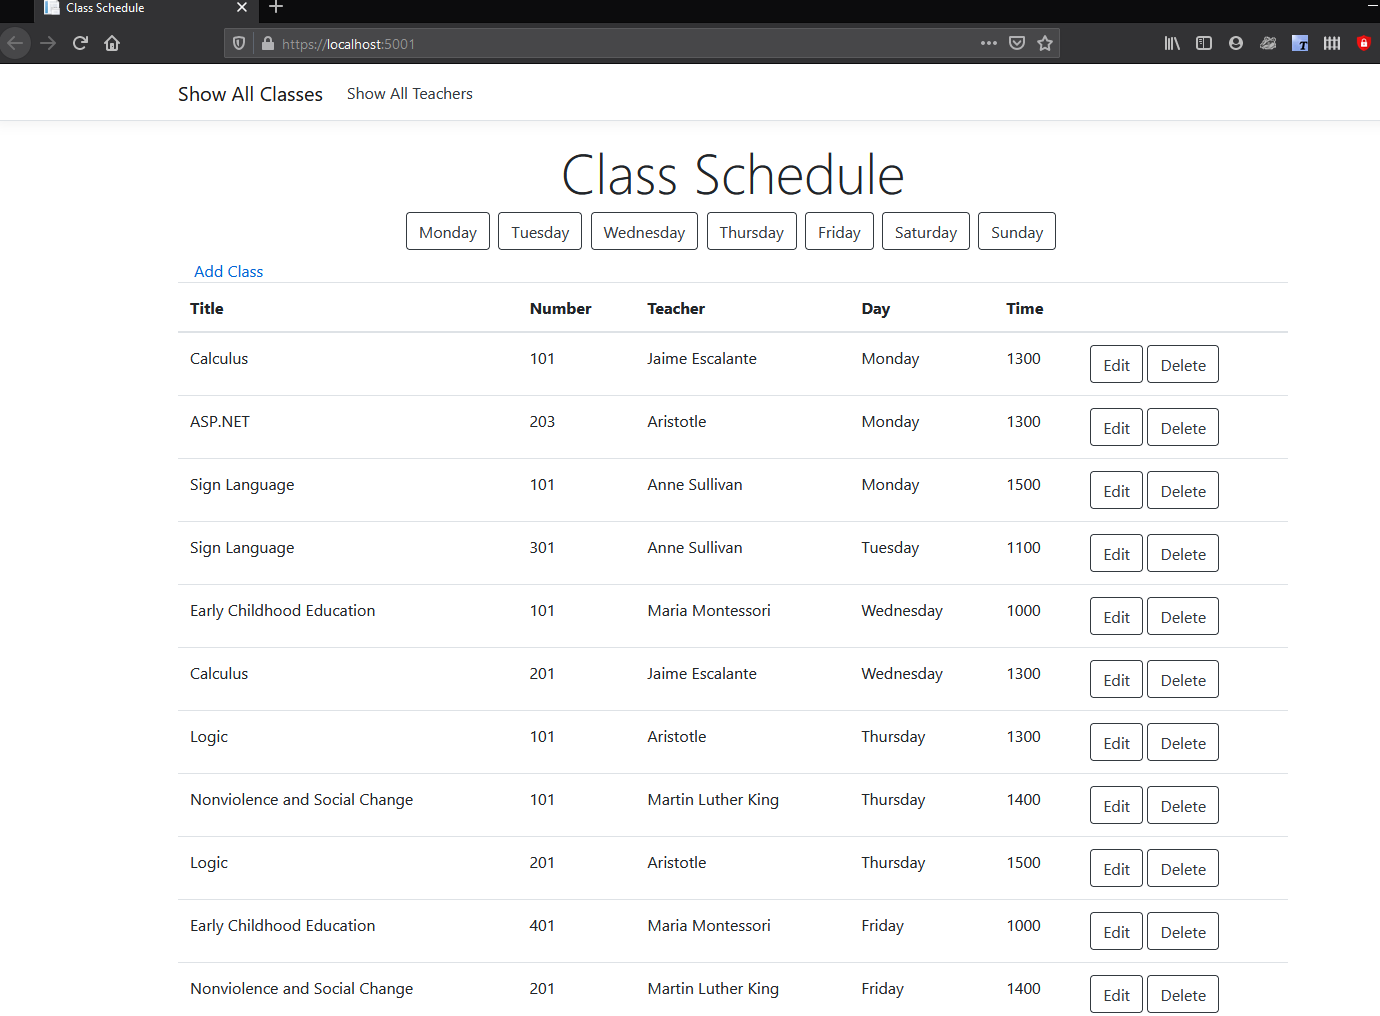 Class Schedule
https://localhost:5001
Show All Classes Show All Teachers
Class Schedule
Monday Tuesday Wednesday Thursday Friday Saturday Sunday
Add Class
Title Number Teacher Day Time
Calculus 101 Jaime Escalante Monday 1300 Edit Delete
ASP.NET 203 Aristotle Monday 1300 Edit Delete
Sign Language 101 Anne Sullivan Monday 1500 Edit Delete
Sign Language 301 Anne Sullivan Tuesday 1100 Edit Delete
Early Childhood Education 101 Maria Montessori Wednesday 1000 Edit Delete
Calculus 201 Jaime Escalante Wednesday 1300 Edit Delete
Logic 101 Aristotle Thursday 1300 Edit Delete
Nonviolence and Social Change 101 Martin Luther King Thursday 1400 Edit Delete
Logic 201 Aristotle Thursday 1500 Edit Delete
Early Childhood Education 401 Maria Montessori Friday 1000 Edit Delete
Nonviolence and Social Change 201 Martin Luther King Friday 1400 Edit Delete